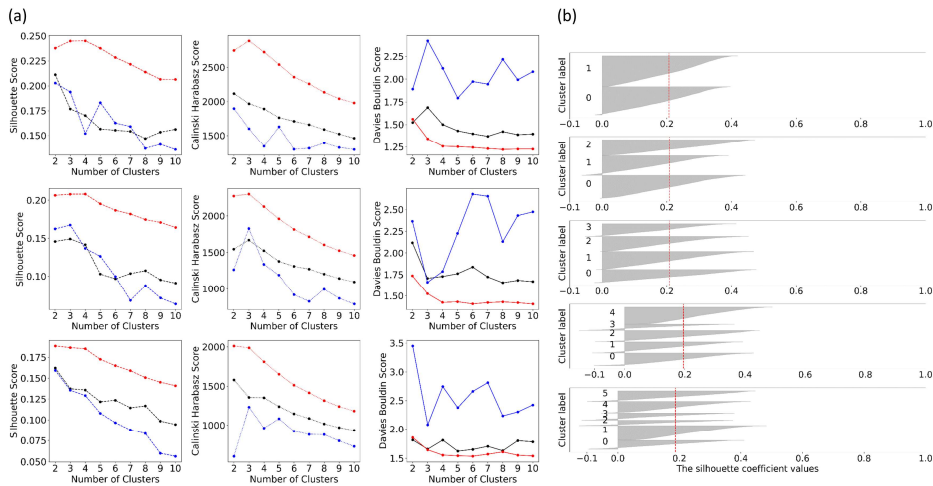 (a)
(b)
Silhouette Score
0.250
0.225
0.200
0.175
0.150
2 3 4 5 6 7 8 9 10
Number of Clusters
Calinski Harabasz Score
2500
2000
1500
2 3 4 5 6 7 8 9 10
Number of Clusters
Davies Bouldin Score
2.25
2.00
1.75
1.50
1.25
2 3 4 5 6 7 8 9 10
Number of Clusters
Silhouette Score
0.20
0.15
0.10
2 3 4 5 6 7 8 9 10
Number of Clusters
Calinski Harabasz Score
2000
1500
1000
2 3 4 5 6 7 8 9 10
Number of Clusters
Davies Bouldin Score
2.50
2.25
2.00
1.75
1.50
2 3 4 5 6 7 8 9 10
Number of Clusters
Silhouette Score
0.175
0.150
0.125
0.100
0.075
0.050
2 3 4 5 6 7 8 9 10
Number of Clusters
Calinski Harabasz Score
2000
1500
1000
2 3 4 5 6 7 8 9 10
Number of Clusters
Davies Bouldin Score
3.5
3.0
2.5
2.0
1.5
2 3 4 5 6 7 8 9 10
Number of Clusters
Cluster label
1
0
−0.1 0.0 0.2 0.4 0.6 0.8 1.0
Cluster label
2
1
0
−0.1 0.0 0.2 0.4 0.6 0.8 1.0
Cluster label
3
2
1
0
−0.1 0.0 0.2 0.4 0.6 0.8 1.0
Cluster label
4
3
2
1
0
−0.1 0.0 0.2 0.4 0.6 0.8 1.0
Cluster label
5
4
3
2
1
0
−0.1 0.0 0.2 0.4 0.6 0.8 1.0
The silhouette coefficient values